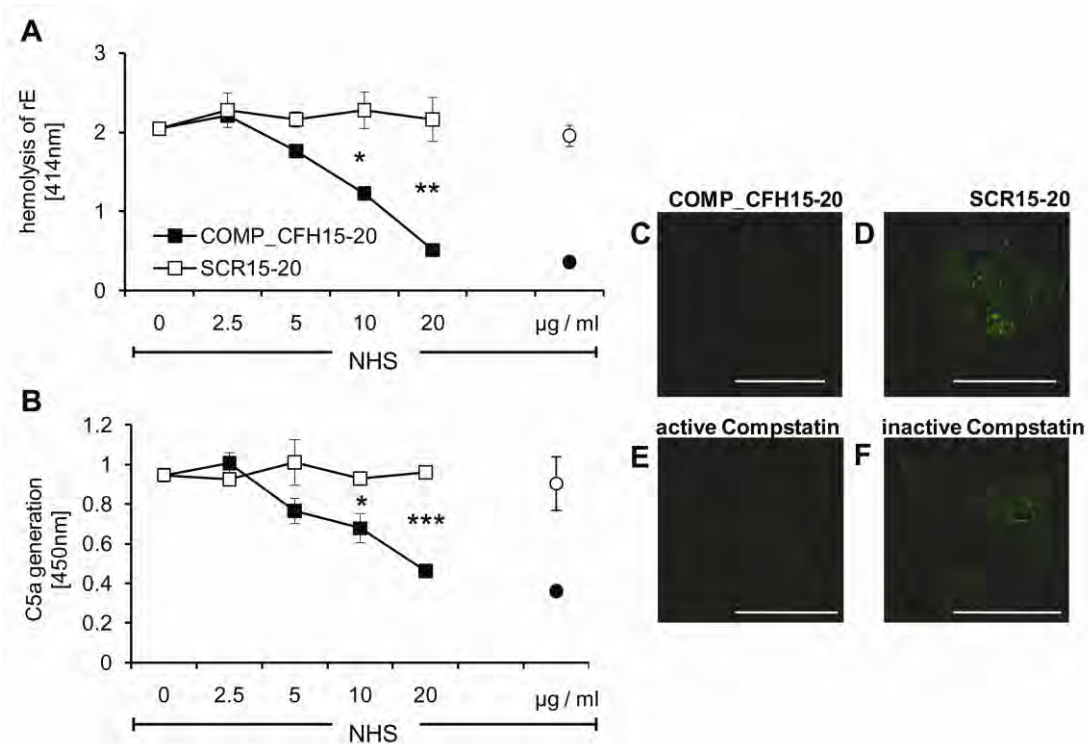 A
3
2
1
0
hemolysis of rE
[414nm]
*
**
COMP_CFH15-20
SCR15-20
0 2.5 5 10 20 µg / ml
NHS
B
1.2
1
0.8
0.6
0.4
0.2
0
C5a generation
[450nm]
*
***
0 2.5 5 10 20 µg / ml
NHS
COMP_CFH15-20
C
SCR15-20
D
active Compstatin
E
inactive Compstatin
F